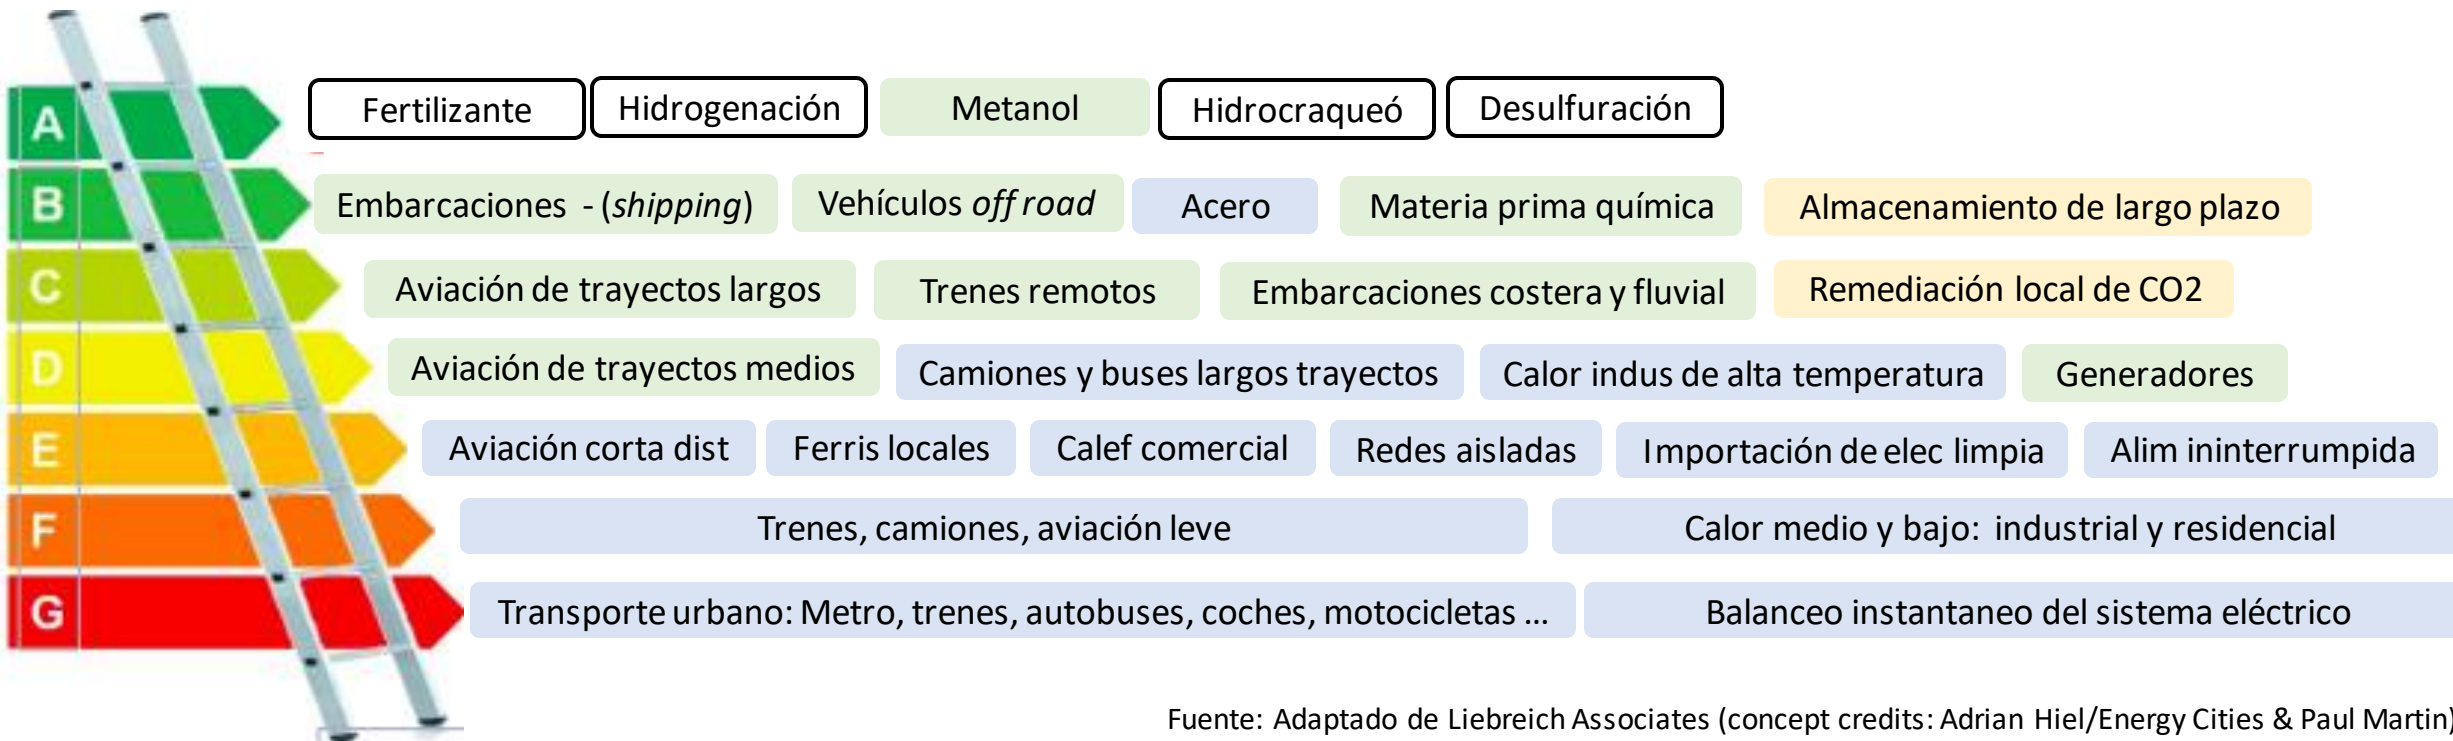 A Fertilizante Hidrogenación Metanol Hidrocraqueó Desulfuración
B Embarcaciones - (shipping) Vehículos off road Acero Materia prima química Almacenamiento de largo plazo
C Aviación de trayectos largos Trenes remotos Embarcaciones costera y fluvial Remediación local de CO2
D Aviación de trayectos medios Camiones y buses largos trayectos Calor indus de alta temperatura Generadores
E Aviación corta dist Ferris locales Calef comercial Redes aisladas Importación de elec limpia Alim ininterrumpida
F Trenes, camiones, aviación leve Calor medio y bajo: industrial y residencial
G Transporte urbano: Metro, trenes, autobuses, coches, motocicletas ... Balanceo instantaneo del sistema eléctrico
Fuente: Adaptado de Liebreich Associates (concept credits: Adrian Hiel/Energy Cities & Paul Martin)